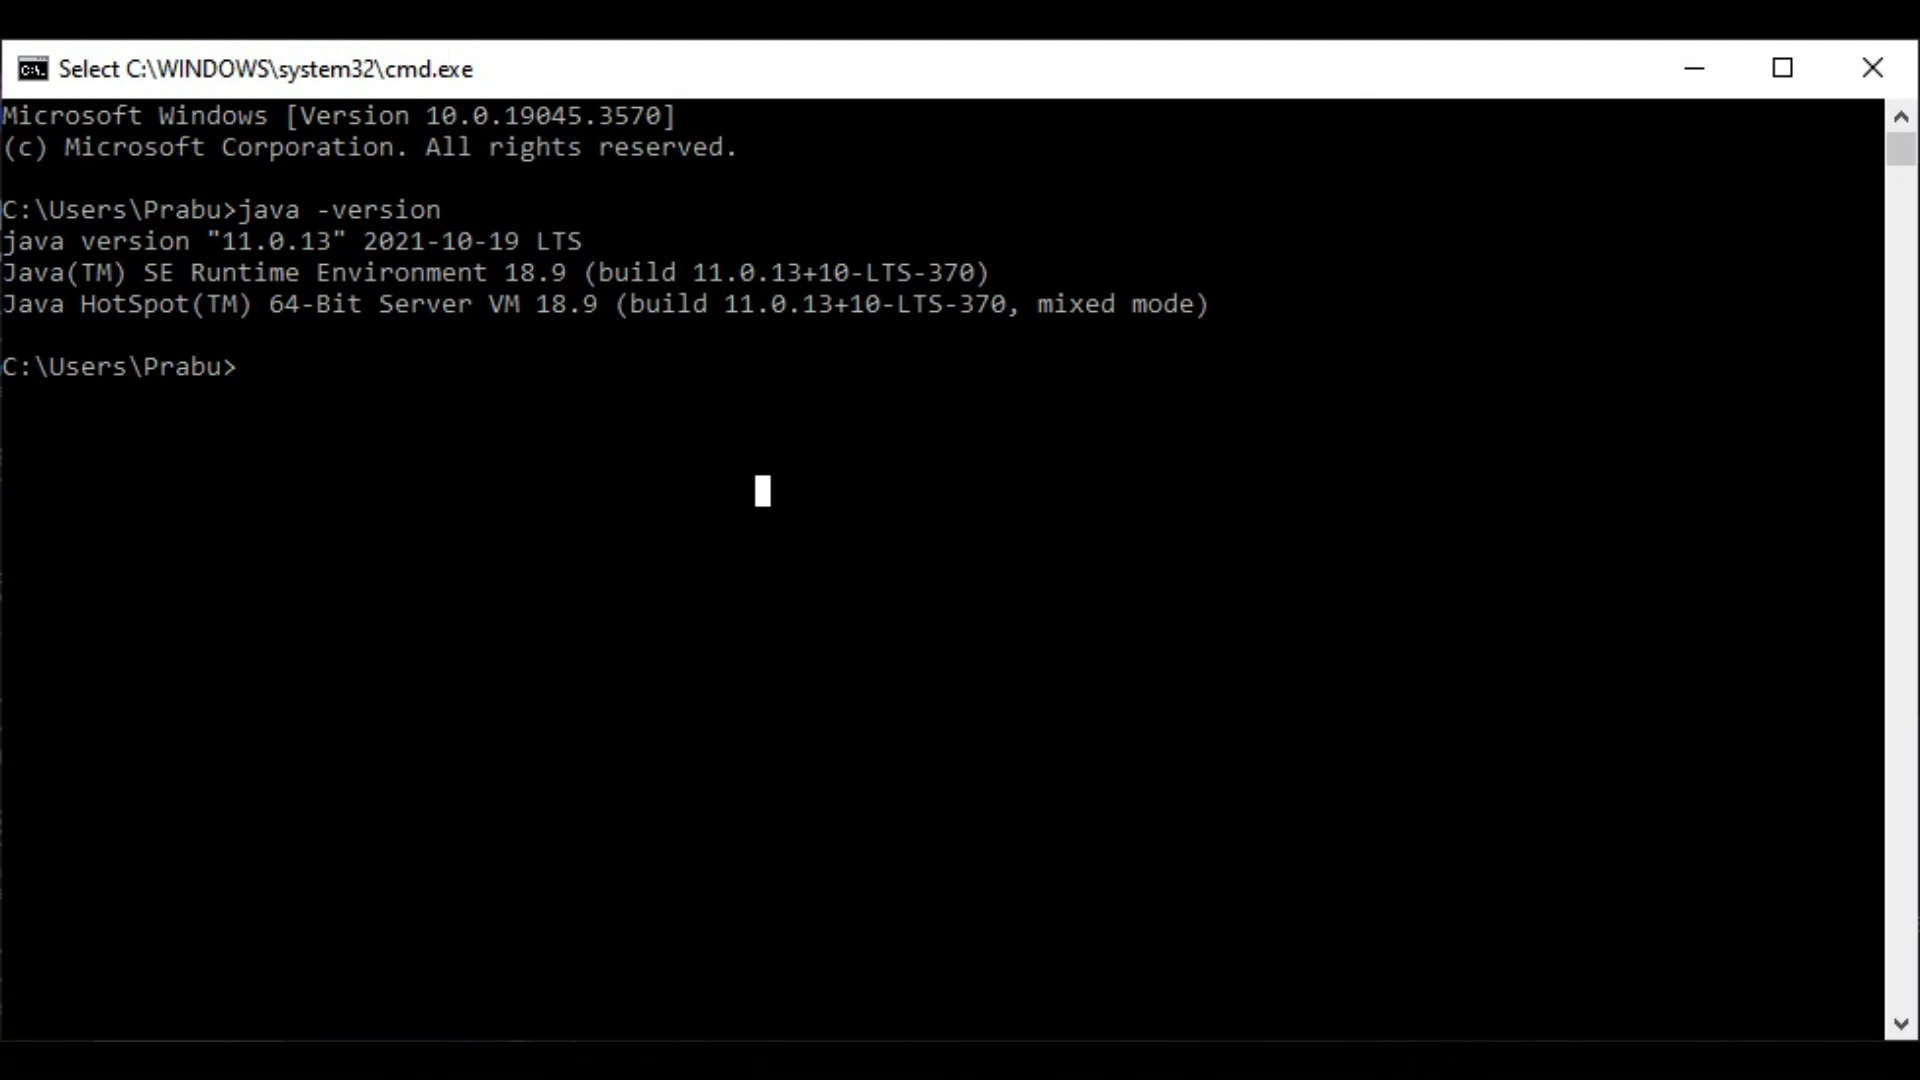 Select C:\WINDOWS\system32\cmd.exe
Microsoft Windows [Version 10.0.19045.3570]
(c) Microsoft Corporation. All rights reserved.
C:\Users\Prabu>java -version
java version "11.0.13" 2021-10-19 LTS
Java(TM) SE Runtime Environment 18.9 (build 11.0.13+10-LTS-370)
Java HotSpot(TM) 64-Bit Server VM 18.9 (build 11.0.13+10-LTS-370, mixed mode)
C:\Users\Prabu>